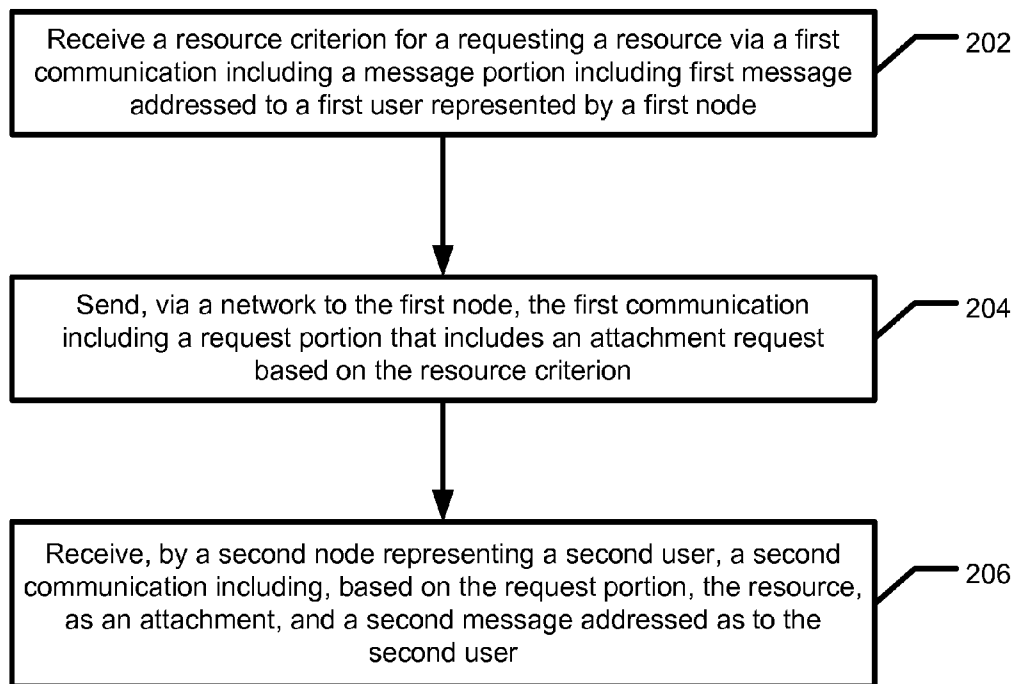 Receive a resource criterion for a requesting a resource via a first
communication including a message portion including first message
addressed to a first user represented by a first node
202
Send, via a network to the first node, the first communication
including a request portion that includes an attachment request
based on the resource criterion
204
Receive, by a second node representing a second user, a second
communication including, based on the request portion, the resource,
as an attachment, and a second message addressed as to the
second user
206